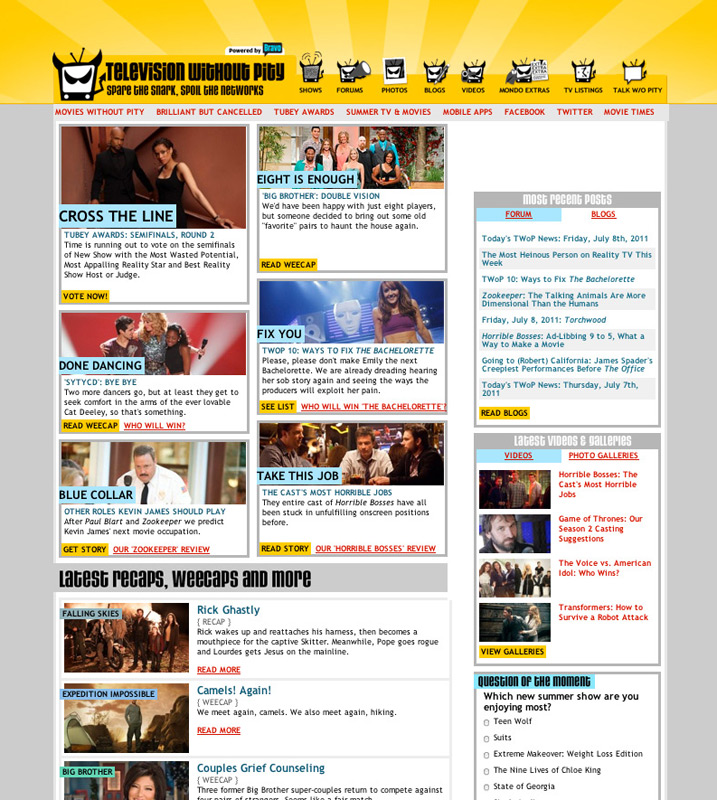 Powered by Bravo
TELEVISION WITHOUT PITY
SPARE THE SNARK, SPOIL THE NETWORKS
SHOWS FORUMS PHOTOS BLOGS VIDEOS MONDO EXTRAS TV LISTINGS TALK W/O PITY
EXTRA EXTRA EXTRA
MOVIES WITHOUT PITY BRILLIANT BUT CANCELLED TUBEY AWARDS SUMMER TV & MOVIES MOBILE APPS FACEBOOK TWITTER MOVIE TIMES
CROSS THE LINE
TUBEY AWARDS: SEMIFINALS, ROUND 2
Time is running out to vote on the semifinals
of New Show with the Most Wasted Potential,
Most Appalling Reality Star and Best Reality
Show Host or Judge.
VOTE NOW!
DONE DANCING
'SYTYCD': BYE BYE
Two more dancers go, but at least they get to
seek comfort in the arms of the ever lovable
Cat Deeley, so that's something.
READ WEECAP WHO WILL WIN?
BLUE COLLAR
OTHER ROLES KEVIN JAMES SHOULD PLAY
After Paul Blart and Zookeeper we predict
Kevin James' next movie occupation.
GET STORY OUR 'ZOOKEEPER' REVIEW
EIGHT IS ENOUGH
'BIG BROTHER': DOUBLE VISION
We'd have been happy with just eight players,
but someone decided to bring out some old
"favorite" pairs to haunt the house again.
READ WEECAP
FIX YOU
TWOP 10: WAYS TO FIX THE BACHELORETTE
Please, please don't make Emily the next
Bachelorette. We are already dreading hearing
her sob story again and seeing the ways the
producers will exploit her pain.
SEE LIST WHO WILL WIN 'THE BACHELORETTE'?
TAKE THIS JOB
THE CAST'S MOST HORRIBLE JOBS
They entire cast of Horrible Bosses have all
been stuck in unfulfilling onscreen positions
before.
READ STORY OUR 'HORRIBLE BOSSES' REVIEW
LATEST RECAPS, WEECAPS AND MORE
FALLING SKIES
Rick Ghastly
{ RECAP }
Rick wakes up and reattaches his harness, then becomes a
mouthpiece for the captive Skitter. Meanwhile, Pope goes rogue
and Lourdes gets Jesus on the mainline.
READ MORE
EXPEDITION IMPOSSIBLE
Camels! Again!
{ WEECAP }
We meet again, camels. We also meet again, hiking.
READ MORE
BIG BROTHER
Couples Grief Counseling
{ WEECAP }
Three former Big Brother super-couples return to compete against
four pairs of strangers. Seems like a fair match.
MOST RECENT POSTS
FORUM BLOGS
Today's TWoP News: Friday, July 8th, 2011
The Most Heinous Person on Reality TV This
Week
TWoP 10: Ways to Fix The Bachelorette
Zookeeper: The Talking Animals Are More
Dimensional Than the Humans
Friday, July 8, 2011: Torchwood
Horrible Bosses: Ad-Libbing 9 to 5, What a
Way to Make a Movie
Going to (Robert) California: James Spader's
Creepiest Performances Before The Office
Today's TWoP News: Thursday, July 7th,
2011
READ BLOGS
LATEST VIDEOS & GALLERIES
VIDEOS PHOTO GALLERIES
Horrible Bosses: The
Cast's Most Horrible
Jobs
Game of Thrones: Our
Season 2 Casting
Suggestions
The Voice vs. American
Idol: Who Wins?
Transformers: How to
Survive a Robot Attack
VIEW GALLERIES
QUESTION OF THE MOMENT
Which new summer show are you
enjoying most?
Teen Wolf
Suits
Extreme Makeover: Weight Loss Edition
The Nine Lives of Chloe King
State of Georgia